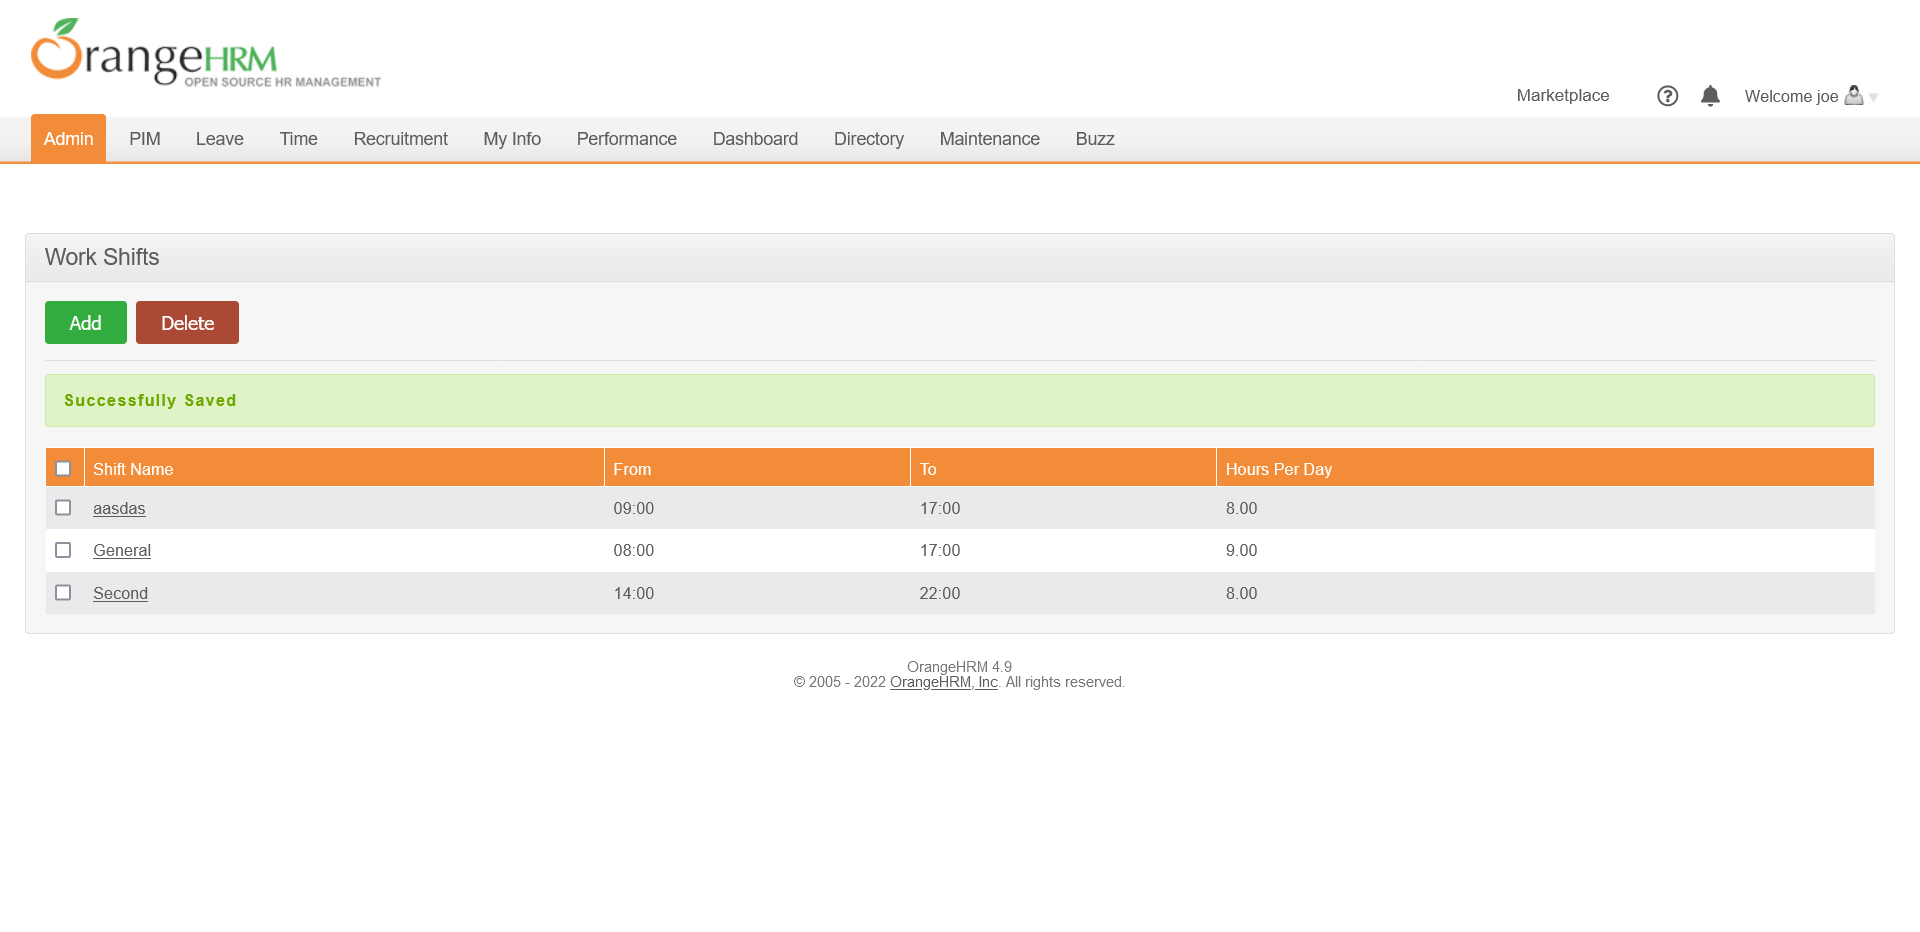 OrangeHRM
OPEN SOURCE HR MANAGEMENT
Marketplace
Welcome joe
Admin PIM Leave Time Recruitment My Info Performance Dashboard Directory Maintenance Buzz
Work Shifts
Add Delete
Successfully Saved
Shift Name From To Hours Per Day
aasdas 09:00 17:00 8.00
General 08:00 17:00 9.00
Second 14:00 22:00 8.00
OrangeHRM 4.9
© 2005 - 2022 OrangeHRM, Inc. All rights reserved.